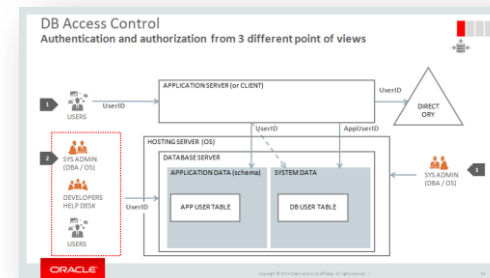 DB Access Control
Authentication and authorization from 3 different point of views
APPLICATION SERVER (or CLIENT)
UserID
1
USERS
UserID
DIRECT
ORY
UserID
AppUserID
HOSTING SERVER (OS)
2
SYS ADMIN
(DBA / OS)
DATABASE SERVER
APPLICATION DATA (schema)
SYSTEM DATA
3
SYS ADMIN
(DBA / OS)
DEVELOPERS
HELP DESK
UserID
APP USER TABLE
DB USER TABLE
USERS
ORACLE